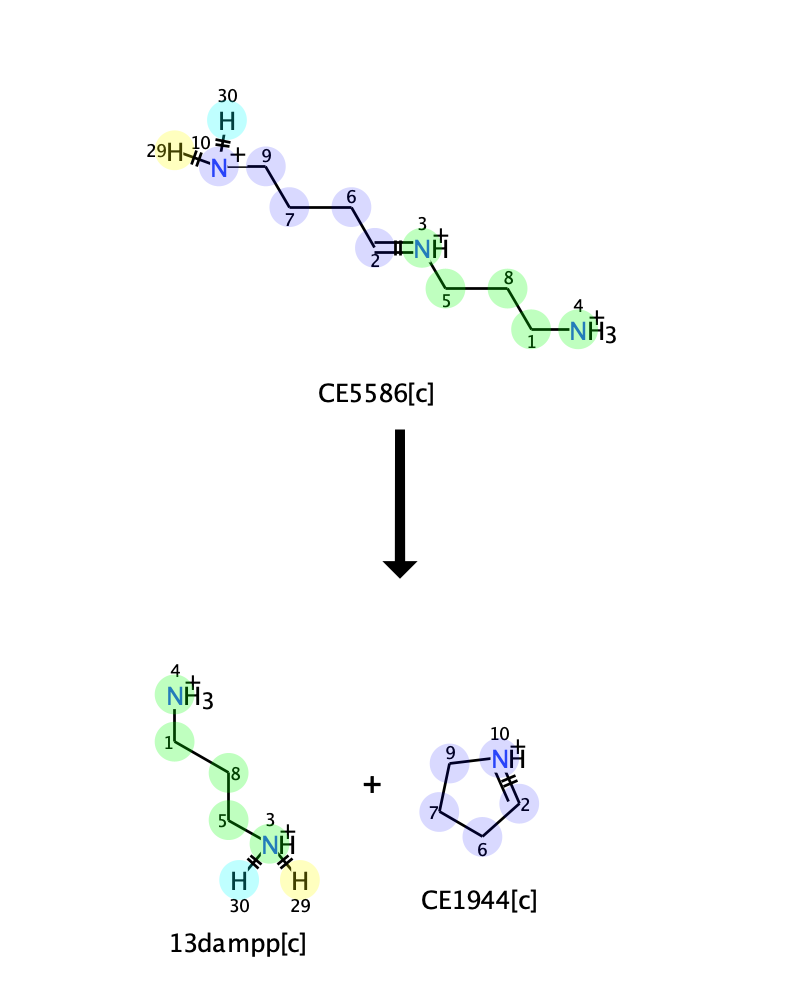 30
H
29 H 10 N + 9
7 6
2 3 NH +
5 8
1 4 NH3 +
CE5586[c]
4
NH3 +
1
8
5 3 NH +
H H
30 29
13dampp[c]
+
10
9 NH +
7 2
6
CE1944[c]